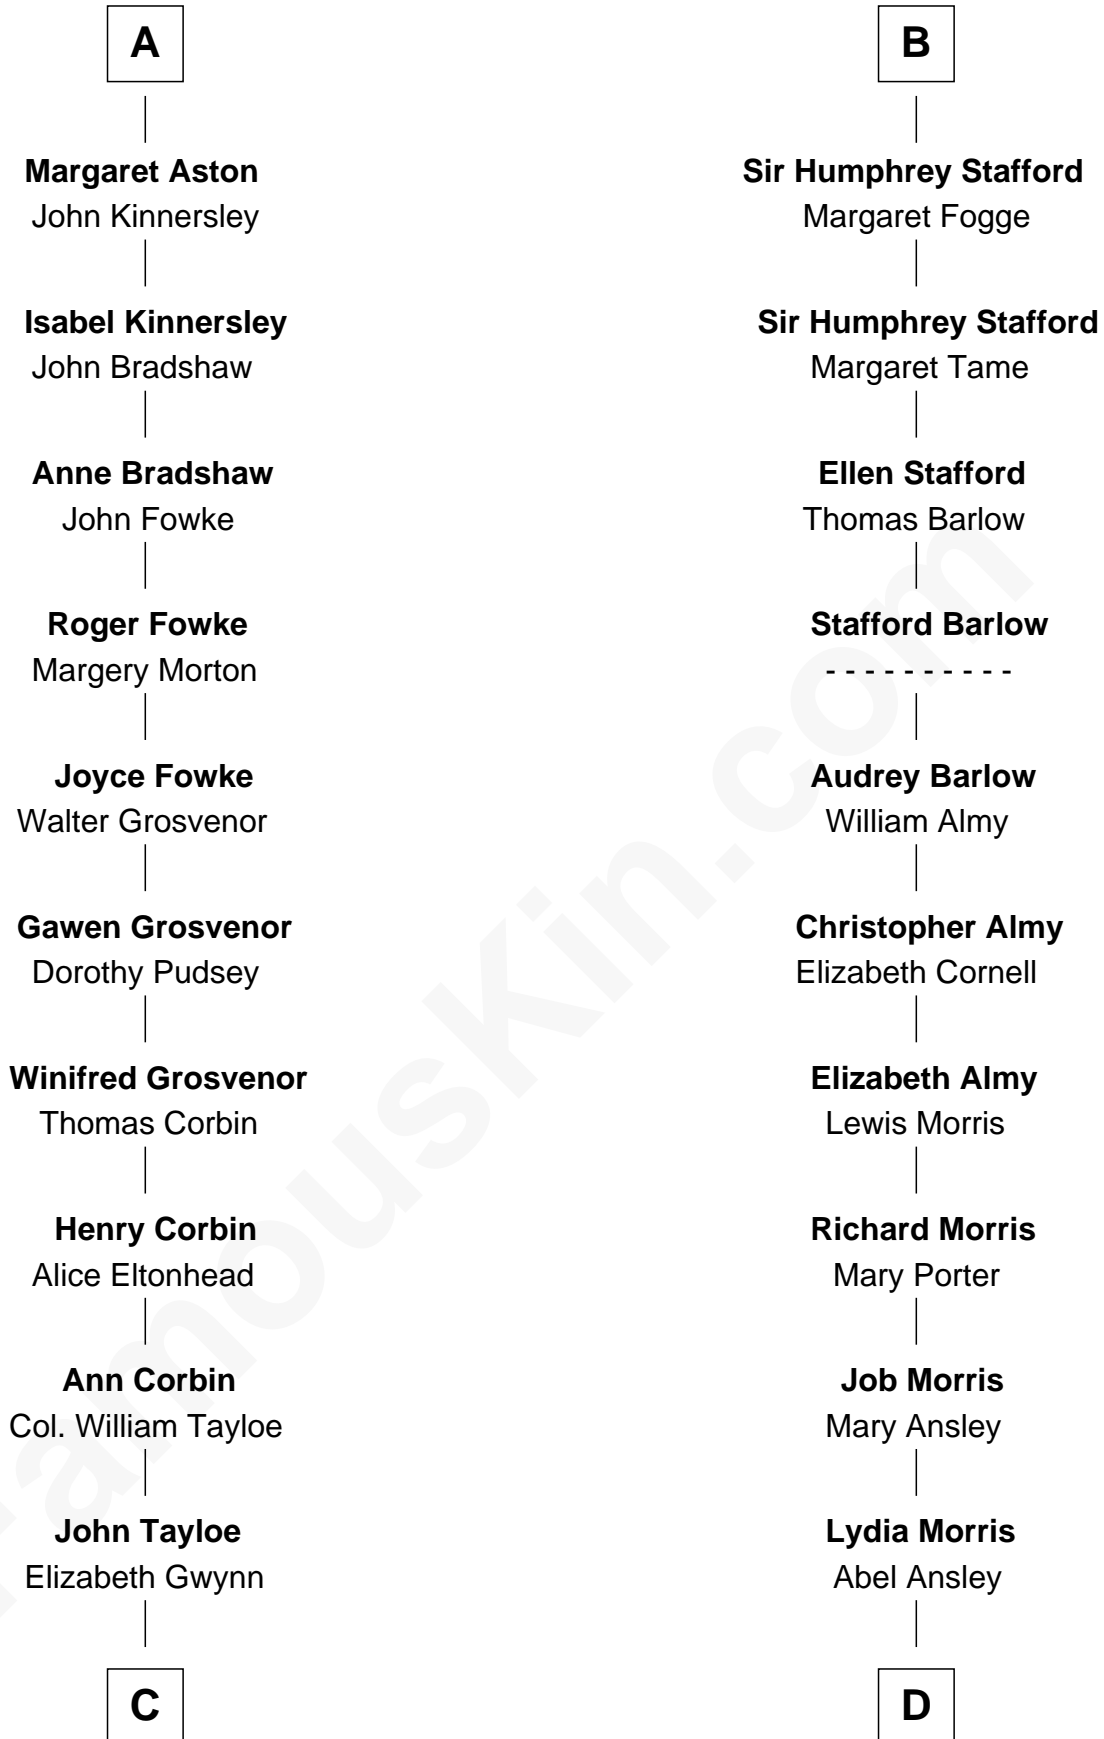 A
Margaret Aston
John Kinnersley
Isabel Kinnersley
John Bradshaw
Anne Bradshaw
John Fowke
Roger Fowke
Margery Morton
Joyce Fowke
Walter Grosvenor
Gawen Grosvenor
Dorothy Pudsey
Winifred Grosvenor
Thomas Corbin
Henry Corbin
Alice Eltonhead
Ann Corbin
Col. William Tayloe
John Tayloe
Elizabeth Gwynn
C
B
Sir Humphrey Stafford
Margaret Fogge
Sir Humphrey Stafford
Margaret Tame
Ellen Stafford
Thomas Barlow
Stafford Barlow
- - - - - - - - - -
Audrey Barlow
William Almy
Christopher Almy
Elizabeth Cornell
Elizabeth Almy
Lewis Morris
Richard Morris
Mary Porter
Job Morris
Mary Ansley
Lydia Morris
Abel Ansley
D
FamousKin.com